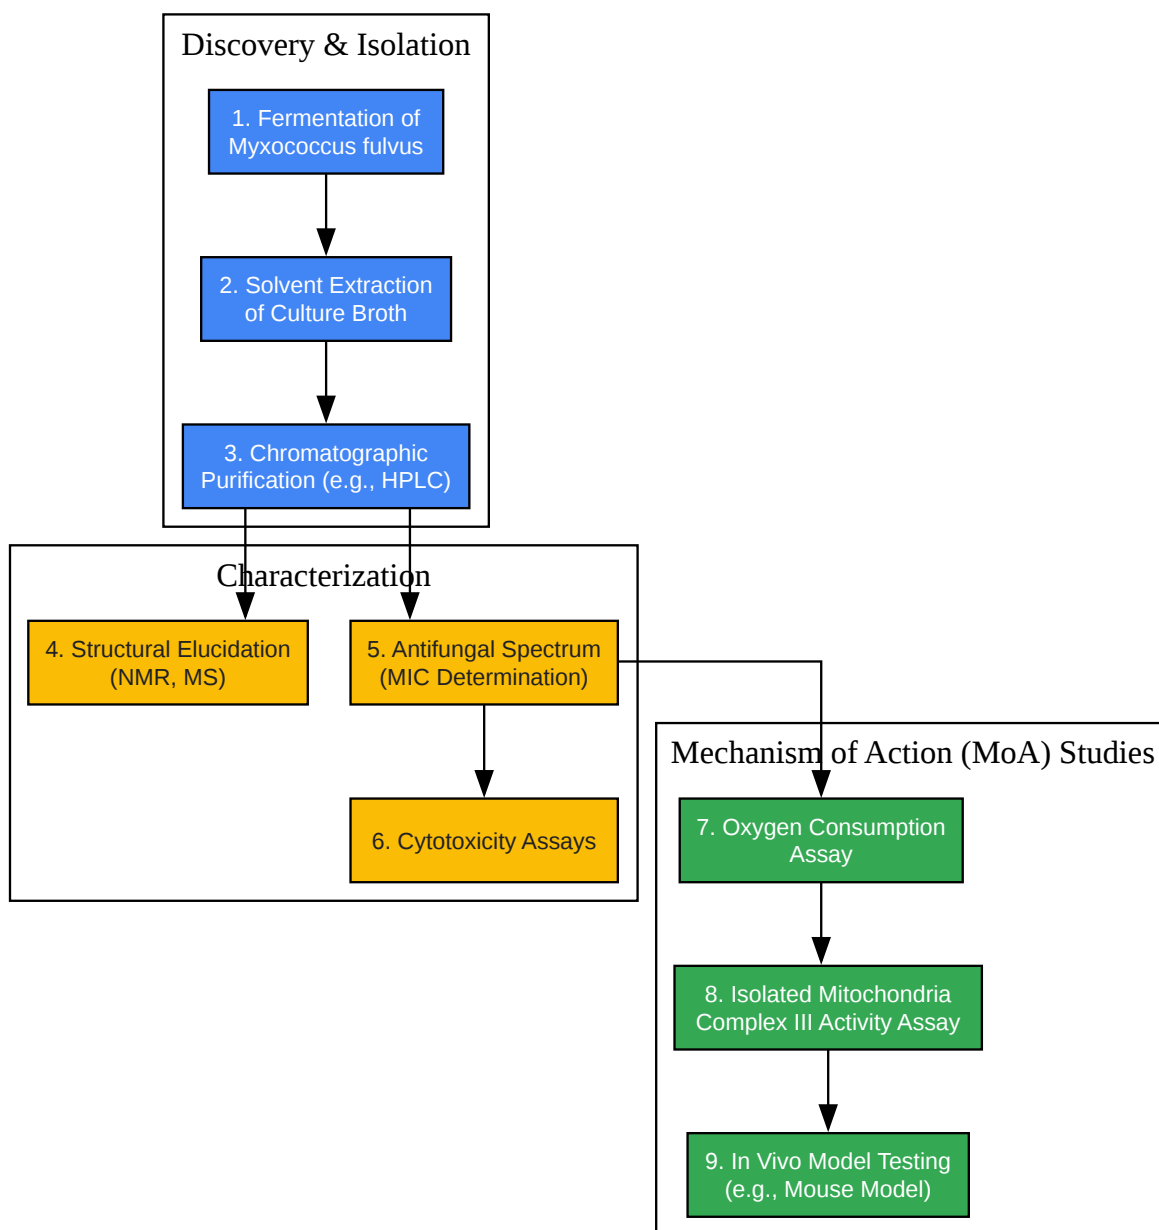 Discovery & Isolation
1. Fermentation of
Myxococcus fulvus
2. Solvent Extraction
of Culture Broth
3. Chromatographic
Purification (e.g., HPLC)
Characterization
4. Structural Elucidation
(NMR, MS)
5. Antifungal Spectrum
(MIC Determination)
6. Cytotoxicity Assays
Mechanism of Action (MoA) Studies
7. Oxygen Consumption
Assay
8. Isolated Mitochondria
Complex III Activity Assay
9. In Vivo Model Testing
(e.g., Mouse Model)